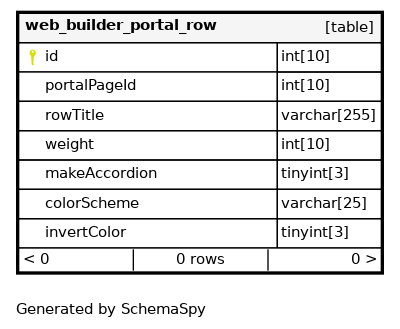 web_builder_portal_row [table]
id int[10]
portalPageId int[10]
rowTitle varchar[255]
weight int[10]
makeAccordion tinyint[3]
colorScheme varchar[25]
invertColor tinyint[3]
< 0 0 rows 0 >
Generated by SchemaSpy